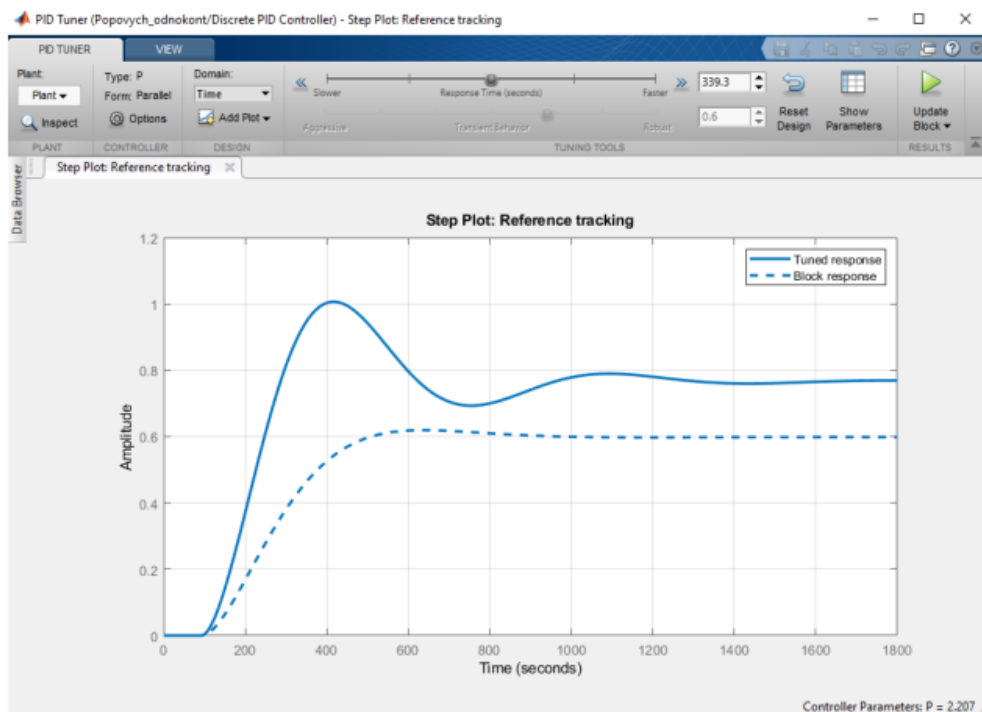 PID Tuner (Popovych_odnokont/Discrete PID Controller) - Step Plot: Reference tracking
PID TUNER VIEW
Plant: Type: P Domain:
Plant Form: Parallel Time
Inspect Options Add Plot
Slower Response Time (seconds) Faster 339.3
Aggressive Transient Behavior Robust 0.6
Reset Design Show Parameters Update Block
PLANT CONTROLLER DESIGN TUNING TOOLS RESULTS
Data Browser
Step Plot: Reference tracking
Step Plot: Reference tracking
Tuned response
Block response
Amplitude
1.2
1
0.8
0.6
0.4
0.2
0
0 200 400 600 800 1000 1200 1400 1600 1800
Time (seconds)
Controller Parameters: P = 2.207